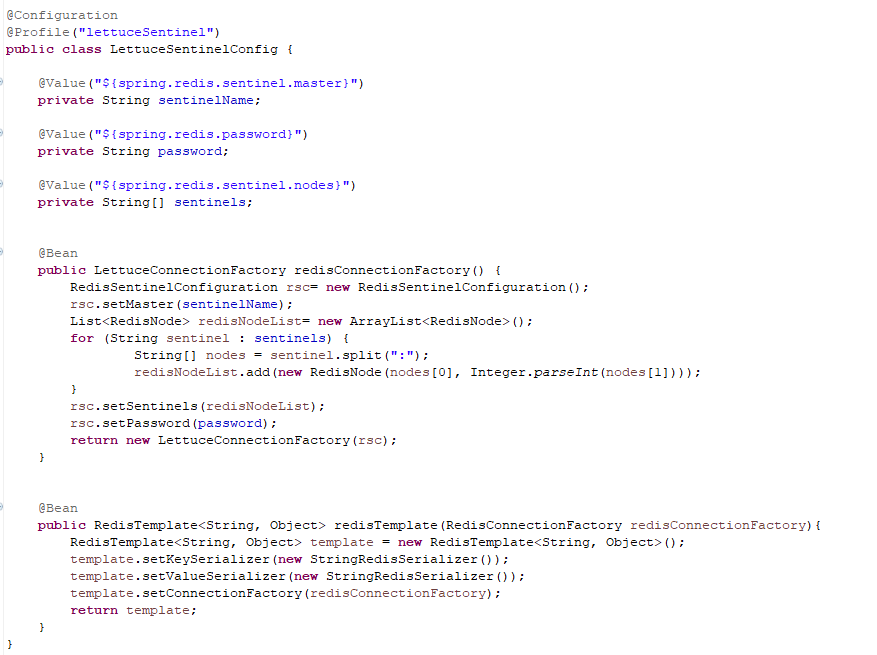 @Configuration
@Profile("lettuceSentinel")
public class LettuceSentinelConfig {
@Value("${spring.redis.sentinel.master}")
private String sentinelName;
@Value("${spring.redis.password}")
private String password;
@Value("${spring.redis.sentinel.nodes}")
private String[] sentinels;
@Bean
public LettuceConnectionFactory redisConnectionFactory() {
RedisSentinelConfiguration rsc= new RedisSentinelConfiguration();
rsc.setMaster(sentinelName);
List<RedisNode> redisNodeList= new ArrayList<RedisNode>();
for (String sentinel : sentinels) {
String[] nodes = sentinel.split(":");
redisNodeList.add(new RedisNode(nodes[0], Integer.parseInt(nodes[1])));
}
rsc.setSentinels(redisNodeList);
rsc.setPassword(password);
return new LettuceConnectionFactory(rsc);
}
@Bean
public RedisTemplate<String, Object> redisTemplate(RedisConnectionFactory redisConnectionFactory){
RedisTemplate<String, Object> template = new RedisTemplate<String, Object>();
template.setKeySerializer(new StringRedisSerializer());
template.setValueSerializer(new StringRedisSerializer());
template.setConnectionFactory(redisConnectionFactory);
return template;
}
}